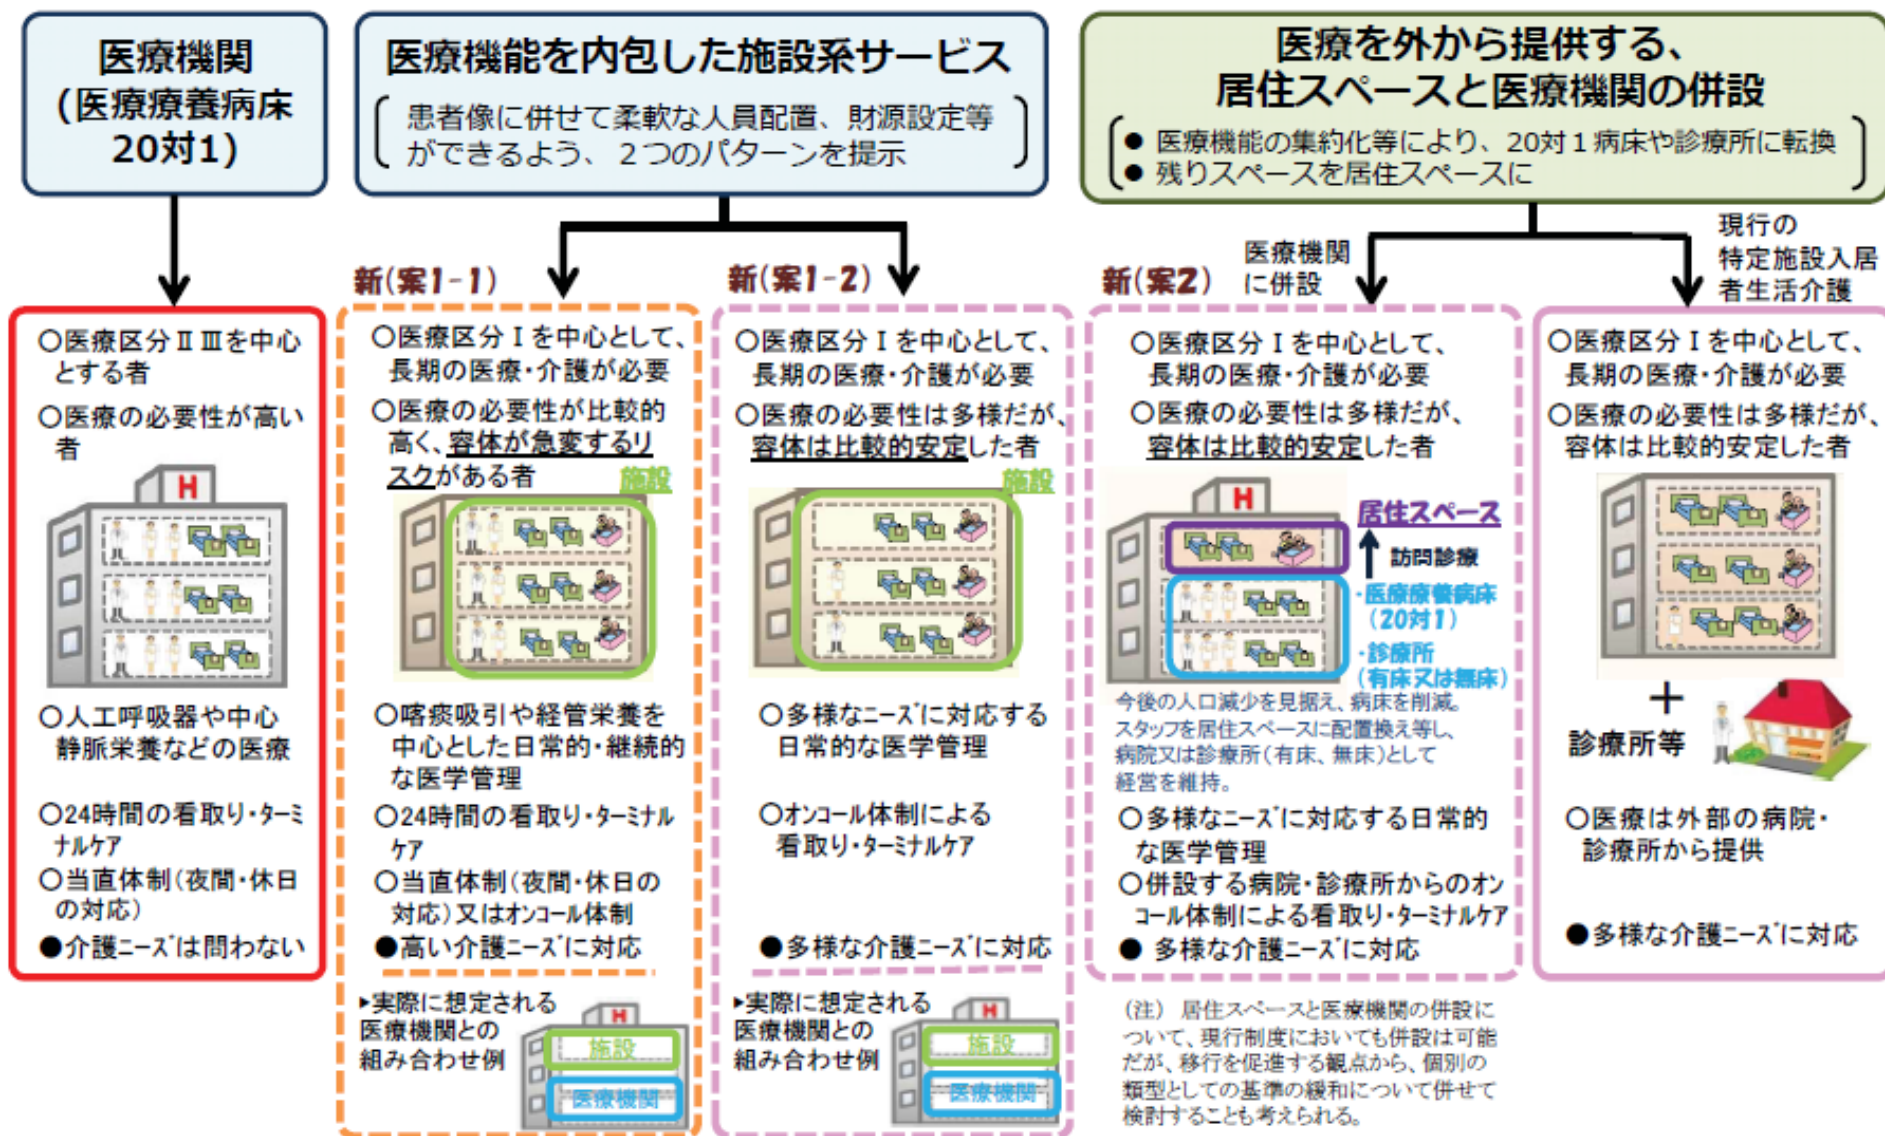 医療機関
(医療療養病床
20対1)
医療機能を内包した施設系サービス
患者像に併せて柔軟な人員配置、財源設定等
ができるよう、２つのパターンを提示
医療を外から提供する、
居住スペースと医療機関の併設
● 医療機能の集約化等により、20対１病床や診療所に転換
● 残りスペースを居住スペースに
○医療区分ⅡⅢを中心
とする者
○医療の必要性が高い
者
H
○人工呼吸器や中心
静脈栄養などの医療
○24時間の看取り・ターミ
ナルケア
○当直体制(夜間・休日
の対応)
●介護ニーズは問わない
新(案1-1)
○医療区分Ⅰを中心として、
長期の医療・介護が必要
○医療の必要性が比較的
高く、容体が急変するリ
スクがある者
施設
○喀痰吸引や経管栄養を
中心とした日常的・継続的
な医学管理
○24時間の看取り・ターミナル
ケア
○当直体制(夜間・休日の
対応)又はオンコール体制
●高い介護ニーズに対応
▶実際に想定される
医療機関との
組み合わせ例
H
施設
医療機関
新(案1-2)
○医療区分Ⅰを中心として、
長期の医療・介護が必要
○医療の必要性は多様だが、
容体は比較的安定した者
施設
○多様なニーズに対応する
日常的な医学管理
○オンコール体制による
看取り・ターミナルケア
●多様な介護ニーズに対応
▶実際に想定される
医療機関との
組み合わせ例
H
施設
医療機関
新(案2)
医療機関
に併設
○医療区分Ⅰを中心として、
長期の医療・介護が必要
○医療の必要性は多様だが、
容体は比較的安定した者
H
居住スペース
訪問診療
・医療療養病床
(20対1)
・診療所
(有床又は無床)
今後の人口減少を見据え、病床を削減。
スタッフを居住スペースに配置換え等し、
病院又は診療所(有床、無床)として
経営を維持。
○多様なニーズに対応する日常的
な医学管理
○併設する病院・診療所からのオン
コール体制による看取り・ターミナルケア
● 多様な介護ニーズに対応
(注) 居住スペースと医療機関の併設に
ついて、現行制度においても併設は可能
だが、移行を促進する観点から、個別の
類型としての基準の緩和について併せて
検討することも考えられる。
現行の
特定施設入居
者生活介護
○医療区分Ⅰを中心として、
長期の医療・介護が必要
○医療の必要性は多様だが、
容体は比較的安定した者
＋
診療所等
○医療は外部の病院・
診療所から提供
●多様な介護ニーズに対応